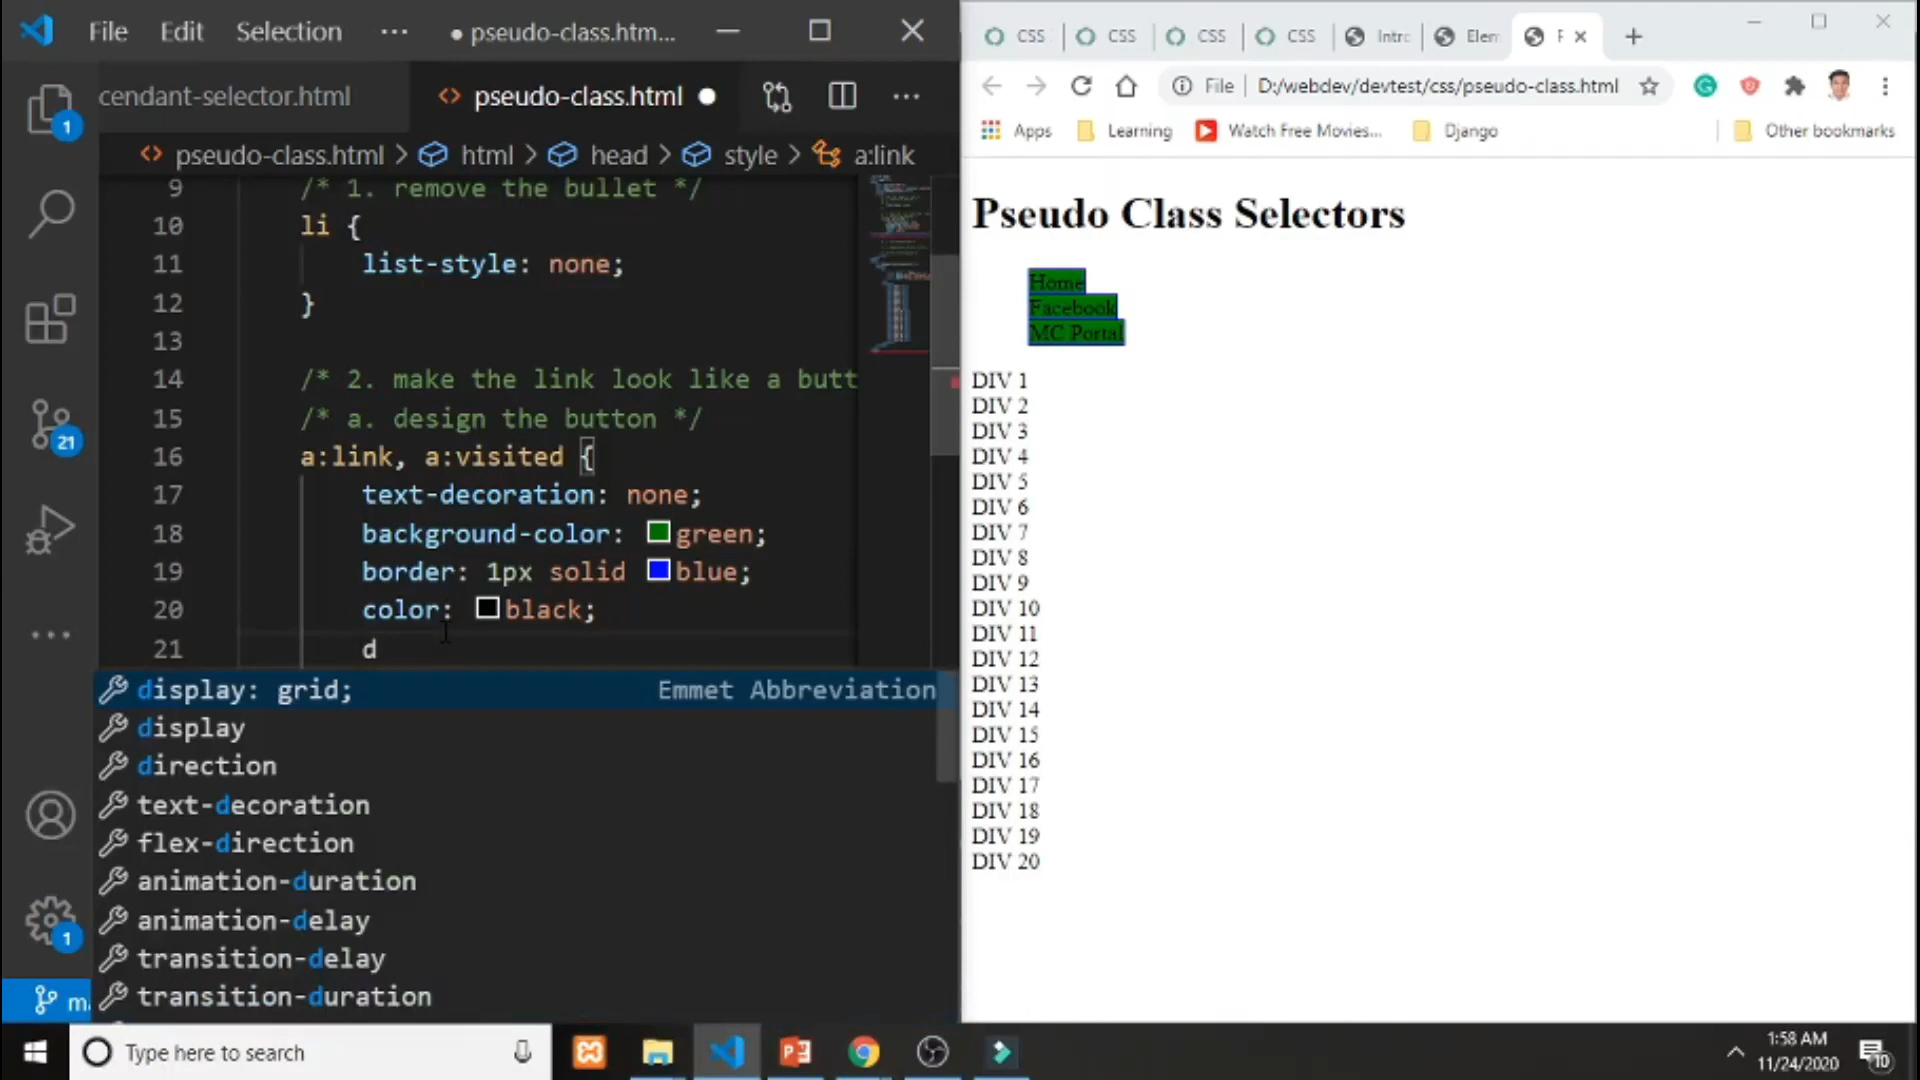 File Edit Selection ··· ● pseudo-class.htm...
cendant-selector.html <> pseudo-class.html ● ···
<> pseudo-class.html > html > head > style > a:link
9 /* 1. remove the bullet */
10 li {
11 list-style: none;
12 }
13
14 /* 2. make the link look like a butt
15 /* a. design the button */
16 a:link, a:visited {
17 text-decoration: none;
18 background-color: green;
19 border: 1px solid blue;
20 color: black;
21 d
display: grid; Emmet Abbreviation
display
direction
text-decoration
flex-direction
animation-duration
animation-delay
transition-delay
transition-duration
1
21
1
ma
CSS CSS CSS CSS Intr Elem F
File D:/webdev/devtest/css/pseudo-class.html
Apps Learning Watch Free Movies... Django Other bookmarks
Pseudo Class Selectors
Home
Facebook
MC Portal
DIV 1
DIV 2
DIV 3
DIV 4
DIV 5
DIV 6
DIV 7
DIV 8
DIV 9
DIV 10
DIV 11
DIV 12
DIV 13
DIV 14
DIV 15
DIV 16
DIV 17
DIV 18
DIV 19
DIV 20
Type here to search
1:58 AM
11/24/2020
10